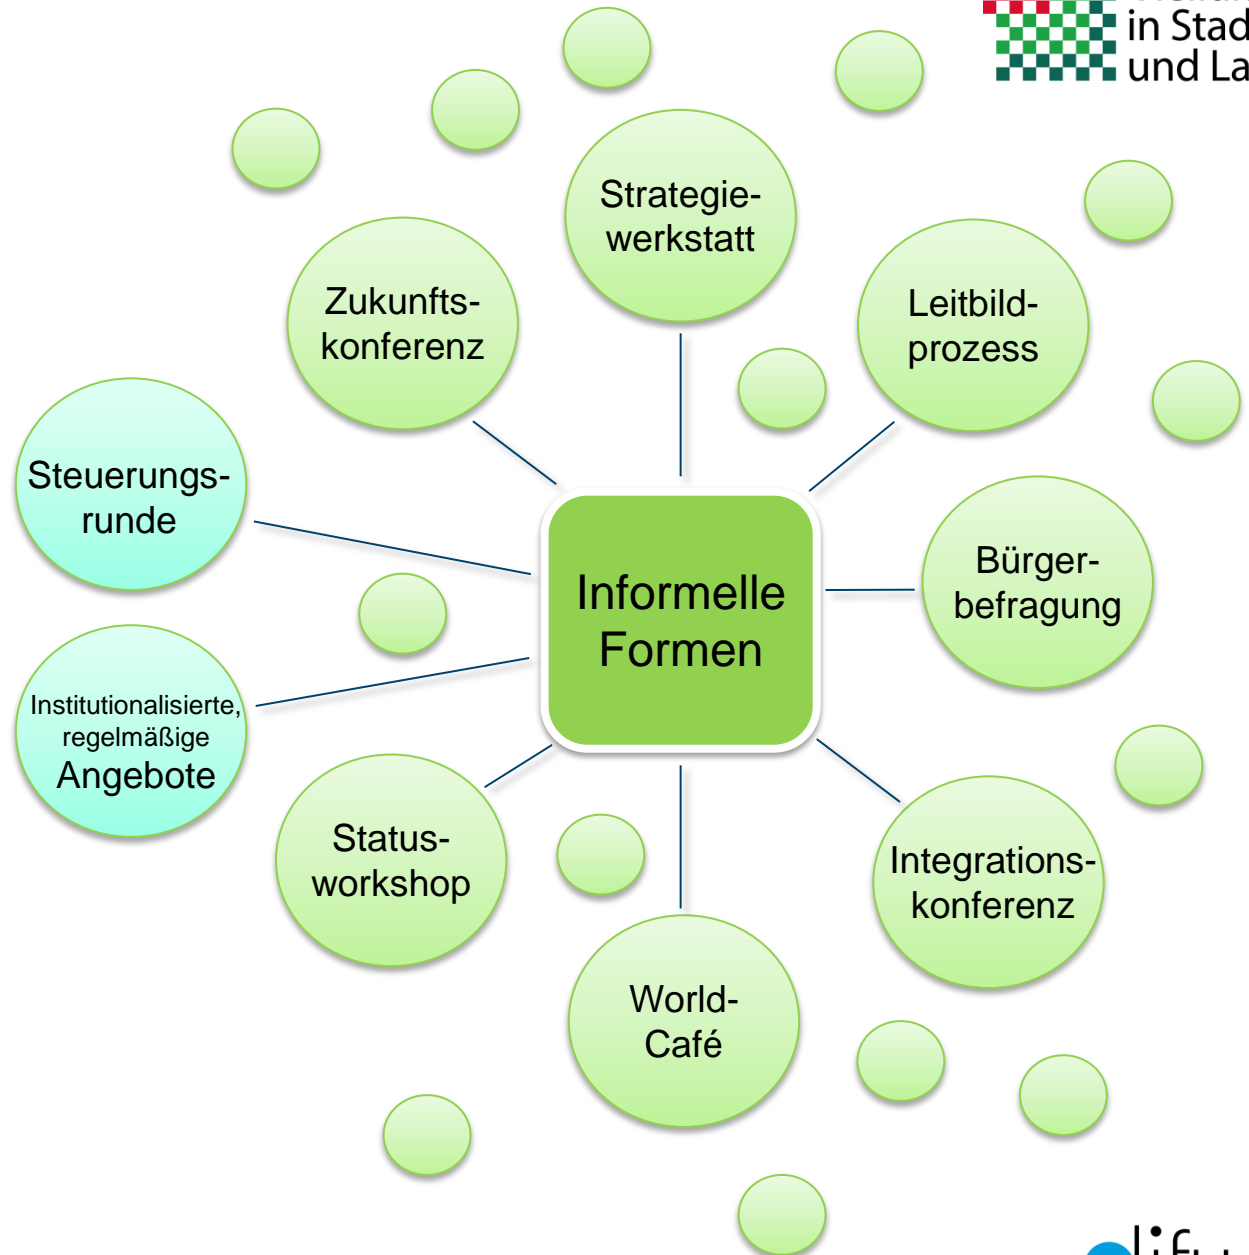 in Stad
und La
Strategie-
werkstatt
Zukunfts-
konferenz
Leitbild-
prozess
Steuerungs-
runde
Bürger-
befragung
Informelle
Formen
Institutionalisierte,
regelmäßige
Angebote
Status-
workshop
Integrations-
konferenz
World-
Café